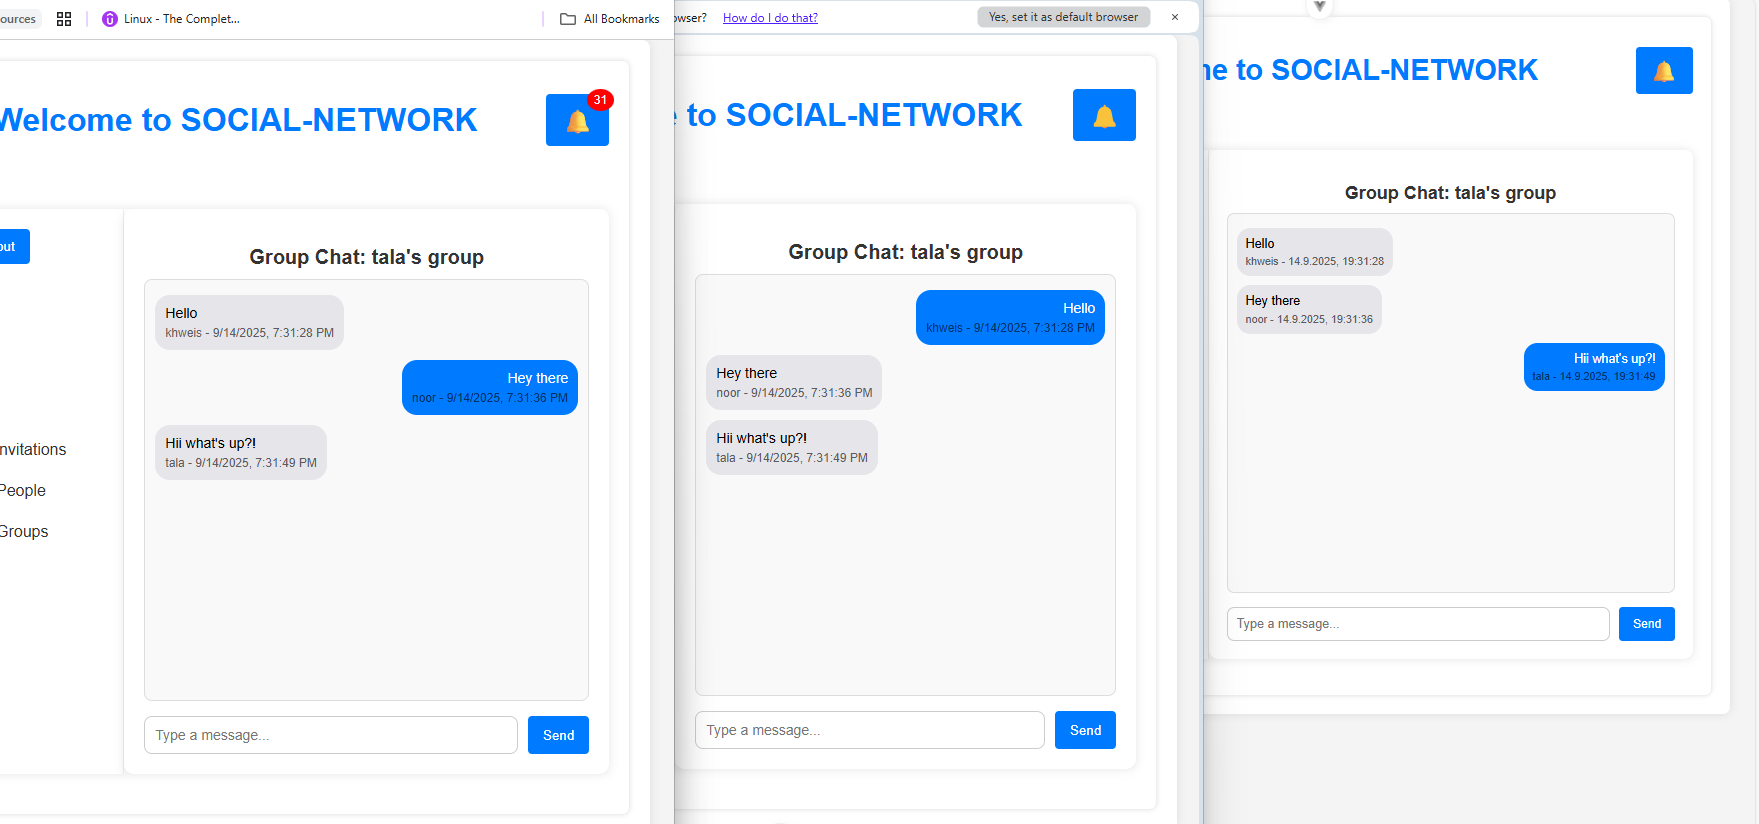 ources
Linux - The Complet...
All Bookmarks
Welcome to SOCIAL-NETWORK
31
out
nvitations
People
Groups
Group Chat: tala's group
Hello
khweis - 9/14/2025, 7:31:28 PM
Hey there
noor - 9/14/2025, 7:31:36 PM
Hii what's up?!
tala - 9/14/2025, 7:31:49 PM
Type a message...
Send
owser?
How do I do that?
Yes, set it as default browser
×
e to SOCIAL-NETWORK
Group Chat: tala's group
Hello
khweis - 9/14/2025, 7:31:28 PM
Hey there
noor - 9/14/2025, 7:31:36 PM
Hii what's up?!
tala - 9/14/2025, 7:31:49 PM
Type a message...
Send
ne to SOCIAL-NETWORK
Group Chat: tala's group
Hello
khweis - 14.9.2025, 19:31:28
Hey there
noor - 14.9.2025, 19:31:36
Hii what's up?!
tala - 14.9.2025, 19:31:49
Type a message...
Send